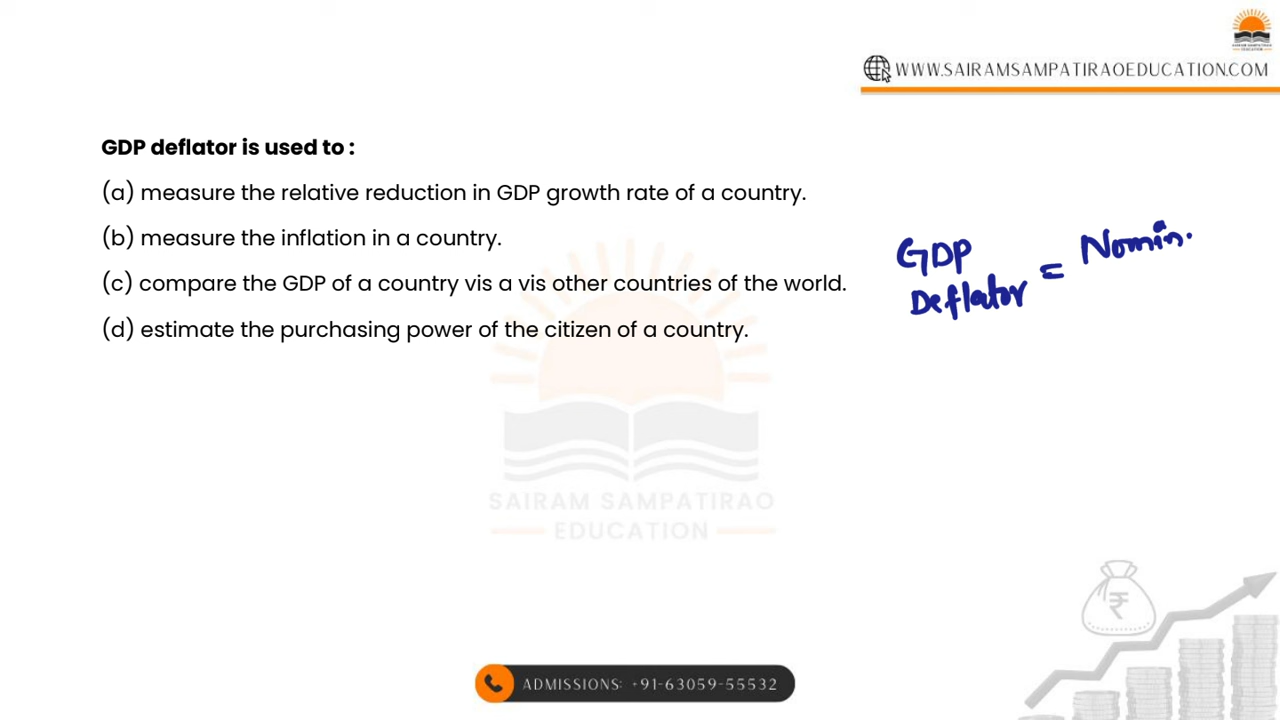 WWW.SAIRAMSAMPATIRAOEDUCATION.COM
GDP deflator is used to :
(a) measure the relative reduction in GDP growth rate of a country.
(b) measure the inflation in a country.
(c) compare the GDP of a country vis a vis other countries of the world.
(d) estimate the purchasing power of the citizen of a country.
GDP
Deflator = Nomin.
SAIRAM SAMPATIRAO
EDUCATION
₹
ADMISSIONS: +91-63059-55532